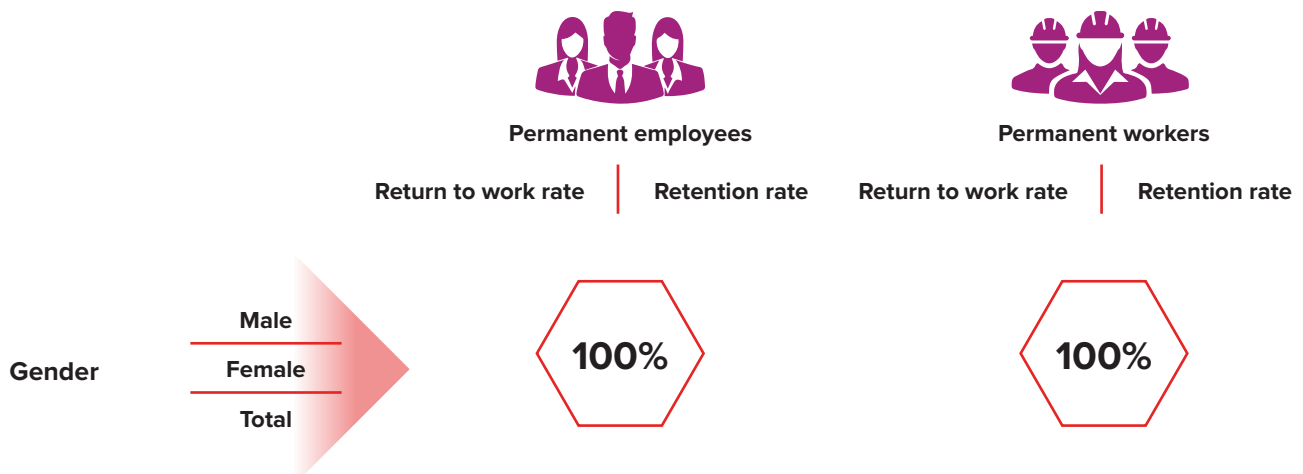 Permanent employees
Permanent workers
Return to work rate
Retention rate
Return to work rate
Retention rate
Gender
Male
Female
Total
100%
100%